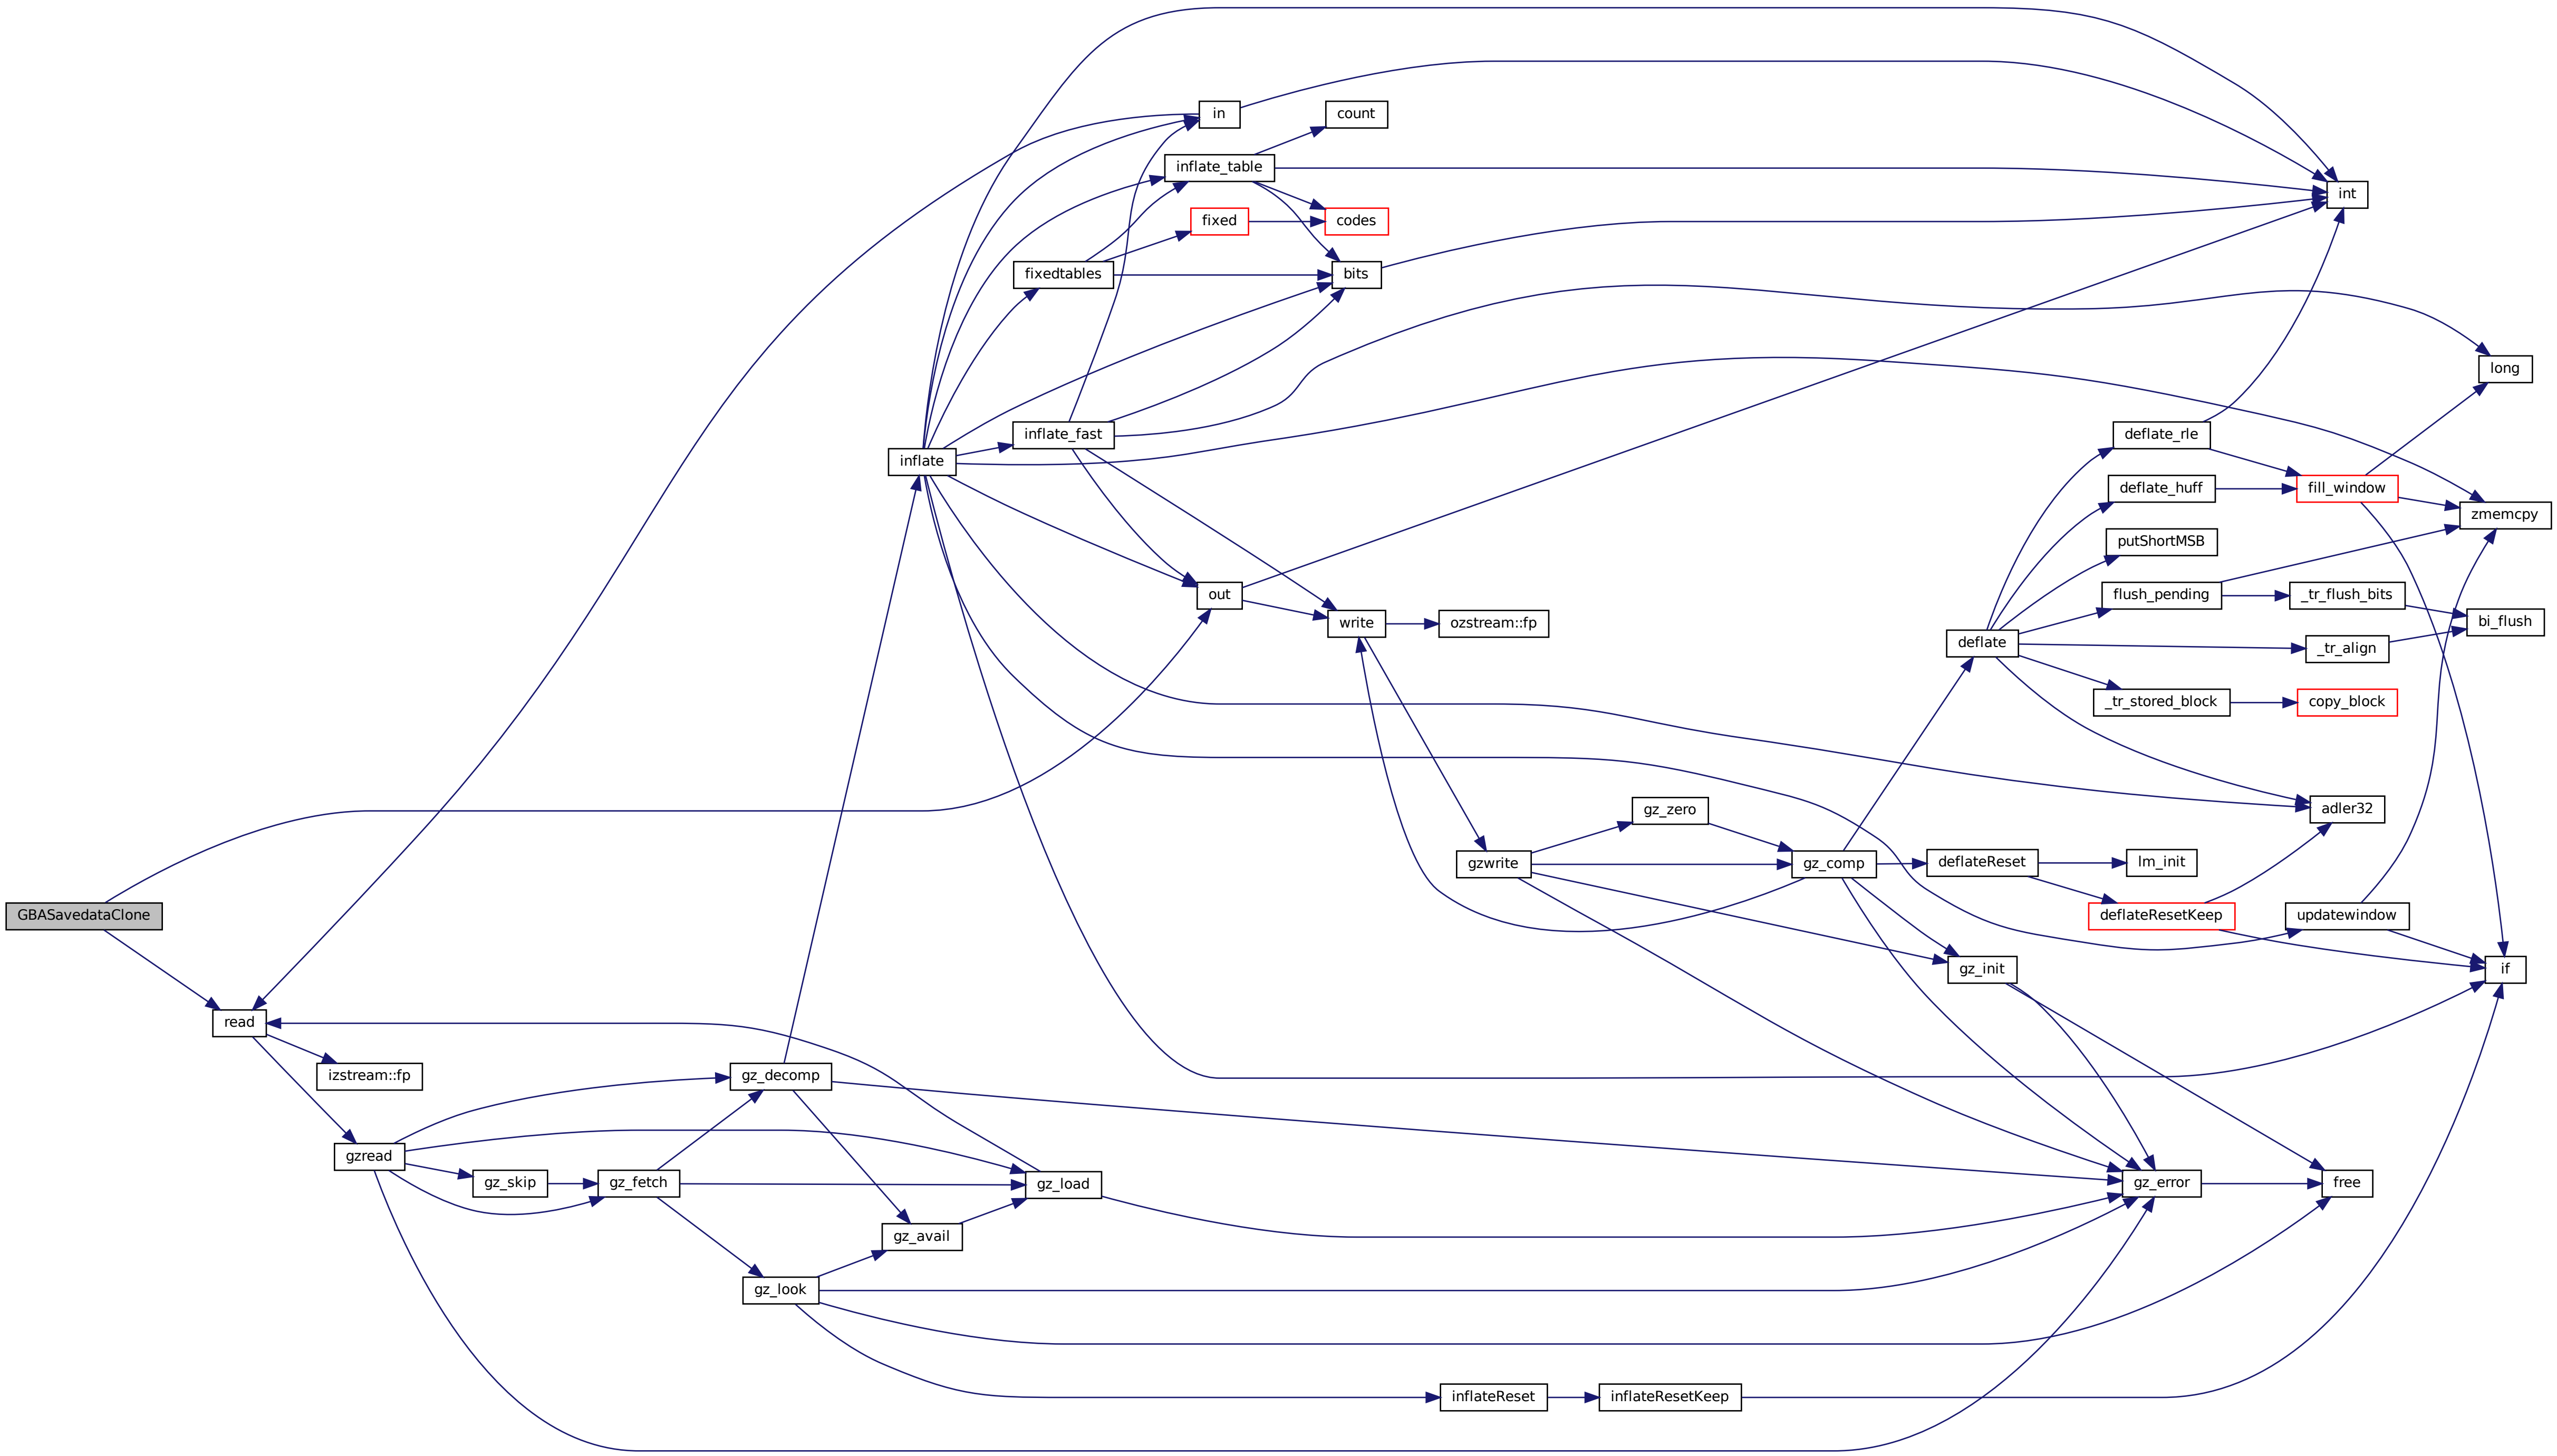 GBASavedataClone
read
izstream::fp
gzread
gz_skip
gz_fetch
gz_decomp
gz_look
inflate
gz_avail
fixedtables
inflate_fast
gz_load
in
inflate_table
fixed
out
count
codes
bits
write
ozstream::fp
gzwrite
inflateReset
gz_zero
inflateResetKeep
gz_comp
deflate
deflateReset
gz_init
deflate_rle
deflate_huff
putShortMSB
flush_pending
_tr_stored_block
lm_init
deflateResetKeep
gz_error
int
fill_window
_tr_flush_bits
_tr_align
copy_block
adler32
updatewindow
free
long
zmemcpy
bi_flush
if